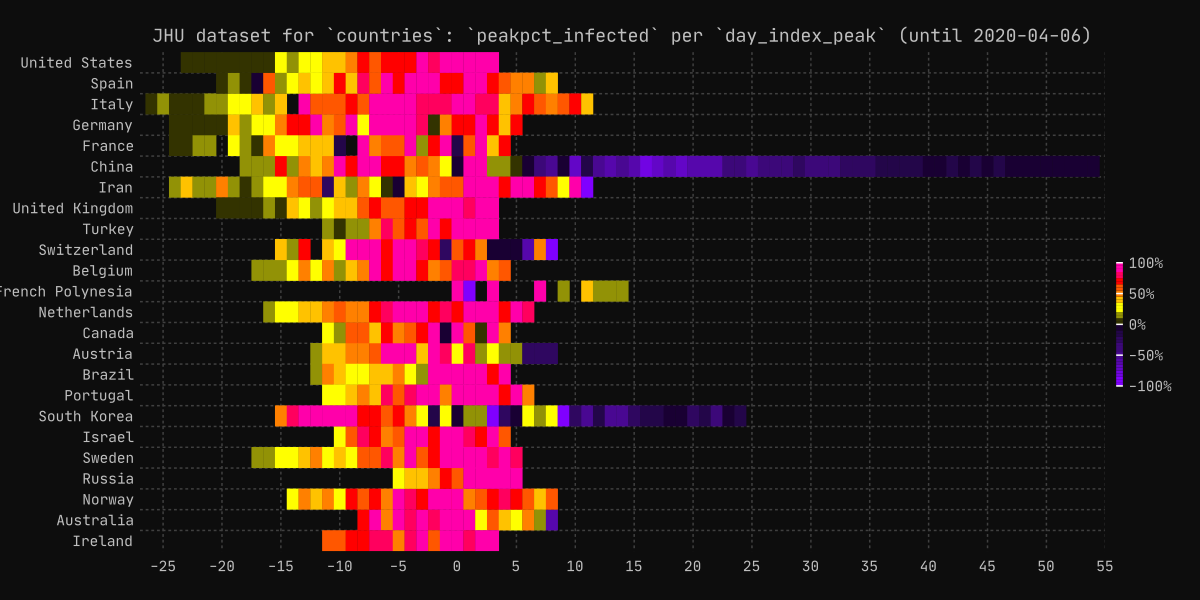 JHU dataset for `countries`: `peakpct_infected` per `day_index_peak` (until 2020-04-06)
United States
Spain
Italy
Germany
France
China
Iran
United Kingdom
Turkey
Switzerland
Belgium
French Polynesia
Netherlands
Canada
Austria
Brazil
Portugal
South Korea
Israel
Sweden
Russia
Norway
Australia
Ireland
-25 -20 -15 -10 -5 0 5 10 15 20 25 30 35 40 45 50 55
100%
50%
0%
-50%
-100%